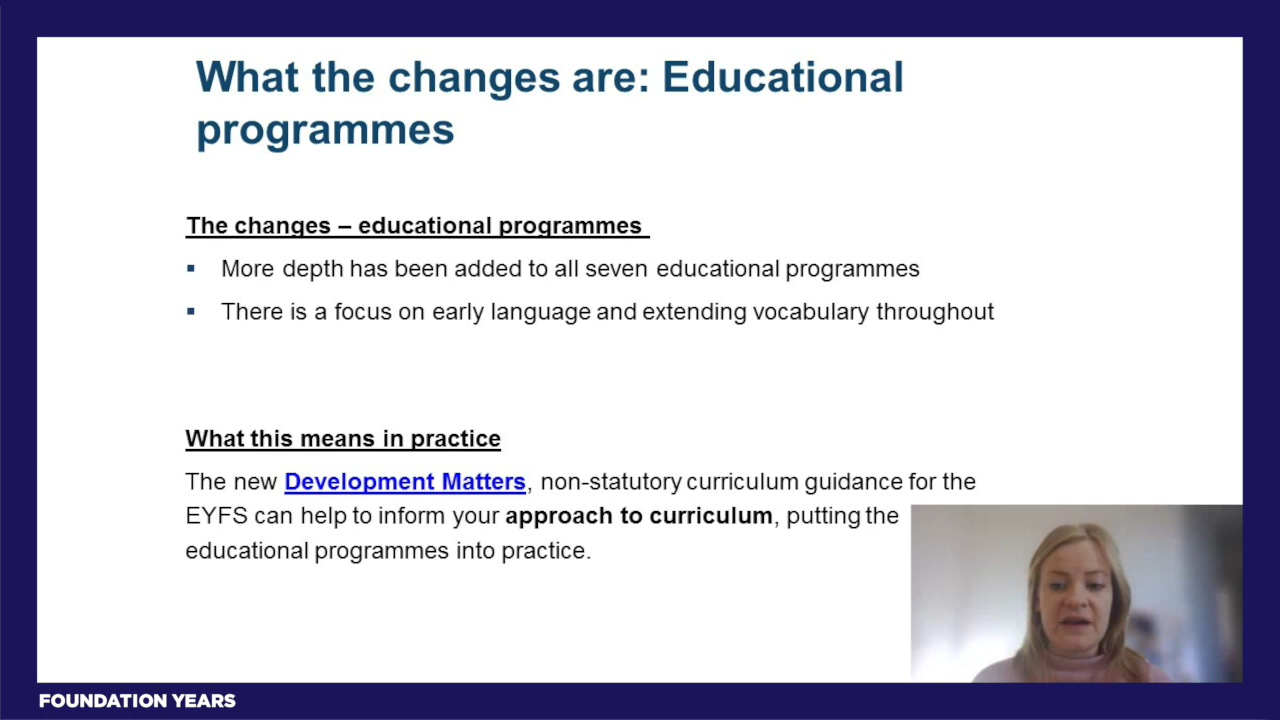 What the changes are: Educational
programmes
The changes – educational programmes
▪ More depth has been added to all seven educational programmes
▪ There is a focus on early language and extending vocabulary throughout
What this means in practice
The new Development Matters, non-statutory curriculum guidance for the
EYFS can help to inform your approach to curriculum, putting the
educational programmes into practice.
FOUNDATION YEARS